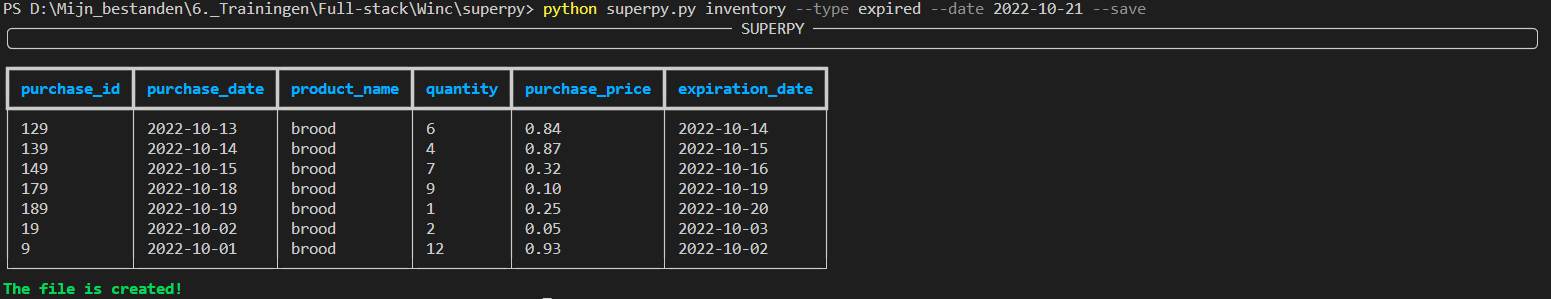 PS D:\Mijn_bestanden\6._Trainingen\Full-stack\Winc\superpy> python superpy.py inventory --type expired --date 2022-10-21 --save
SUPERPY
purchase_id purchase_date product_name quantity purchase_price expiration_date
129 2022-10-13 brood 6 0.84 2022-10-14
139 2022-10-14 brood 4 0.87 2022-10-15
149 2022-10-15 brood 7 0.32 2022-10-16
179 2022-10-18 brood 9 0.10 2022-10-19
189 2022-10-19 brood 1 0.25 2022-10-20
19 2022-10-02 brood 2 0.05 2022-10-03
9 2022-10-01 brood 12 0.93 2022-10-02
The file is created!